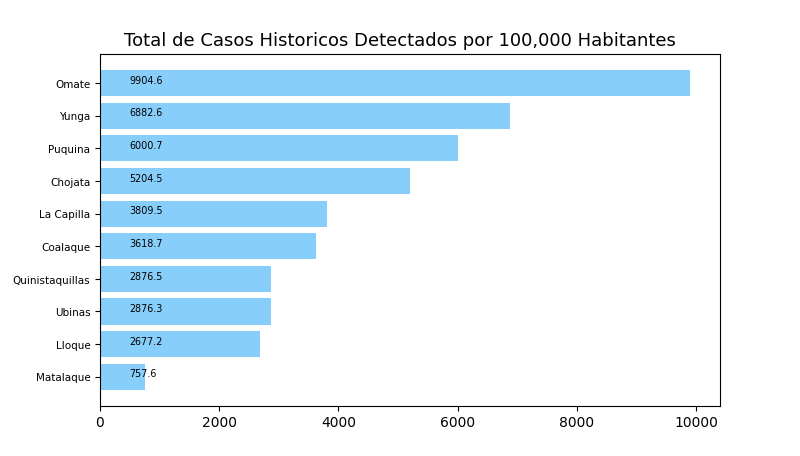 Total de Casos Historicos Detectados por 100,000 Habitantes
Omate 9904.6
Yunga 6882.6
Puquina 6000.7
Chojata 5204.5
La Capilla 3809.5
Coalaque 3618.7
Quinistaquillas 2876.5
Ubinas 2876.3
Lloque 2677.2
Matalaque 757.6
0 2000 4000 6000 8000 10000